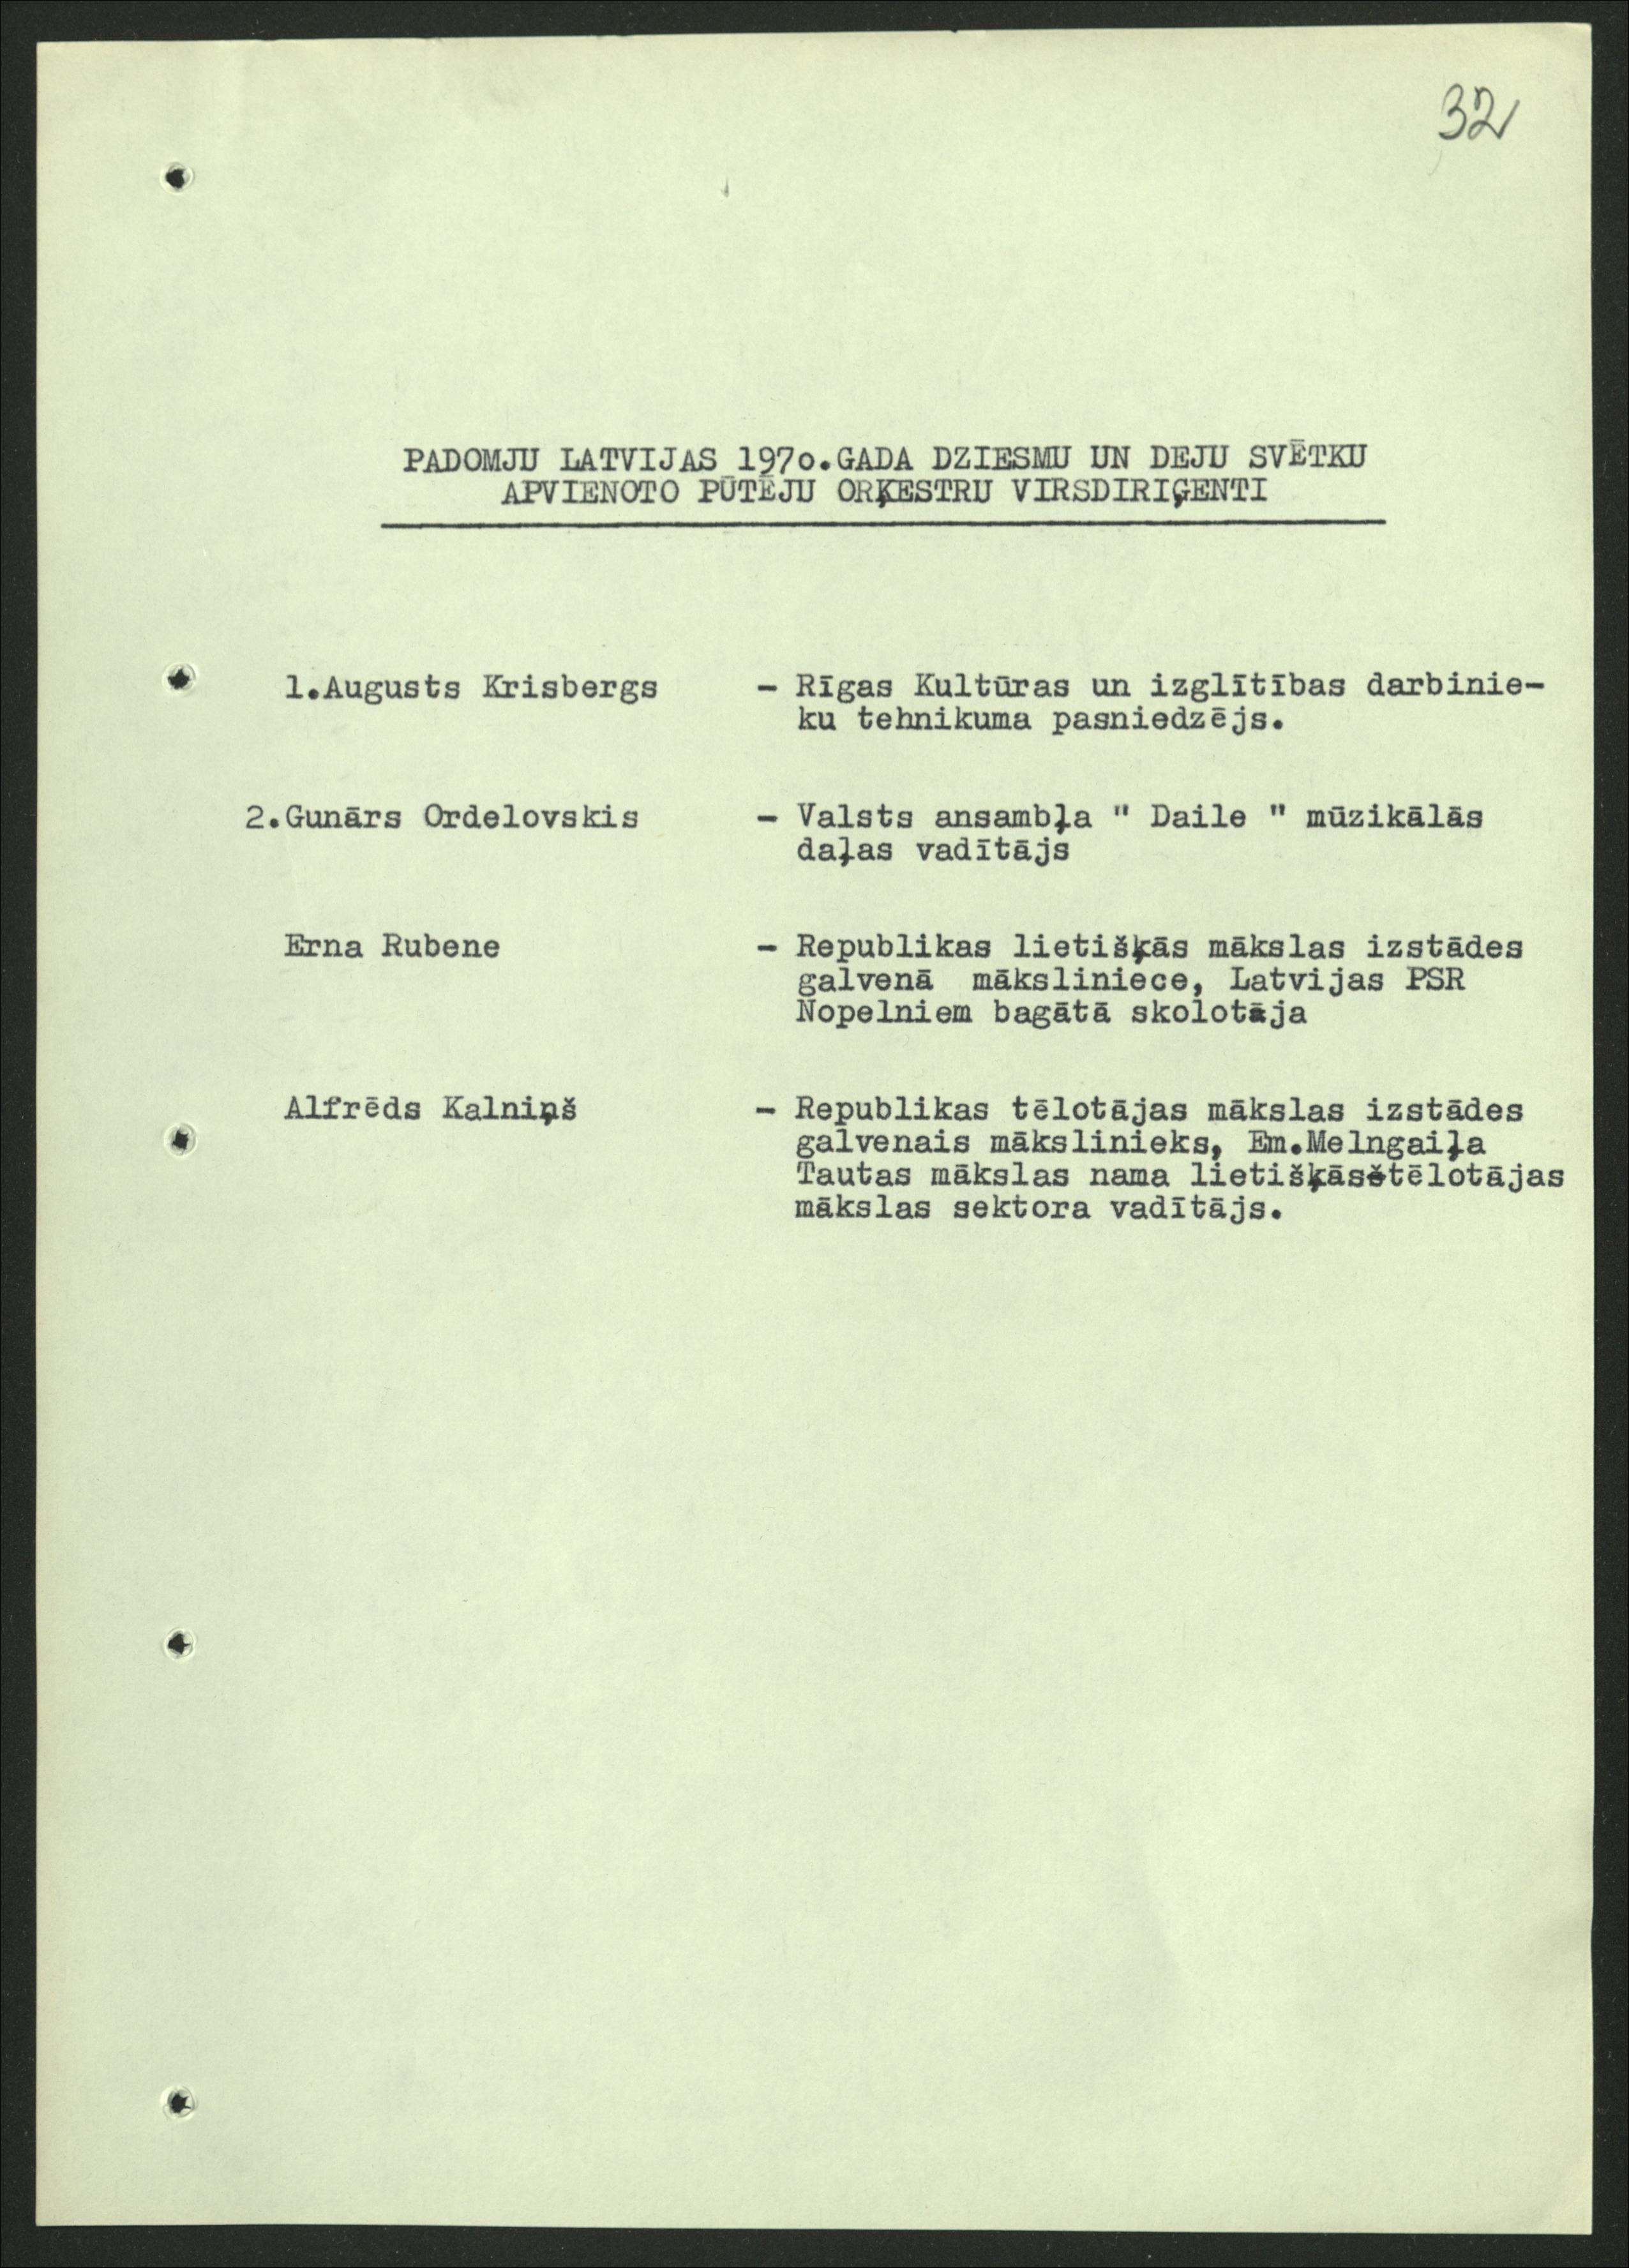 32
PADOMJU LATVIJAS 197o.GADA DZIESMU UN DEJU SVĒTKU
APVIENOTO PŪTĒJU ORĶESTRU VIRSDIRIĢENTI
1.Augusts Krisbergs - Rīgas Kultūras un izglītības darbinie-
ku tehnikuma pasniedzējs.
2.Gunārs Ordelovskis - Valsts ansambļa " Daile " mūzikālās
daļas vadītājs
Erna Rubene - Republikas lietišķās mākslas izstādes
galvenā māksliniece, Latvijas PSR
Nopelniem bagātā skolotāja
Alfrēds Kalniņš - Republikas tēlotājas mākslas izstādes
galvenais mākslinieks, Em.Melngaiļa
Tautas mākslas nama lietišķās-tēlotājas
mākslas sektora vadītājs.